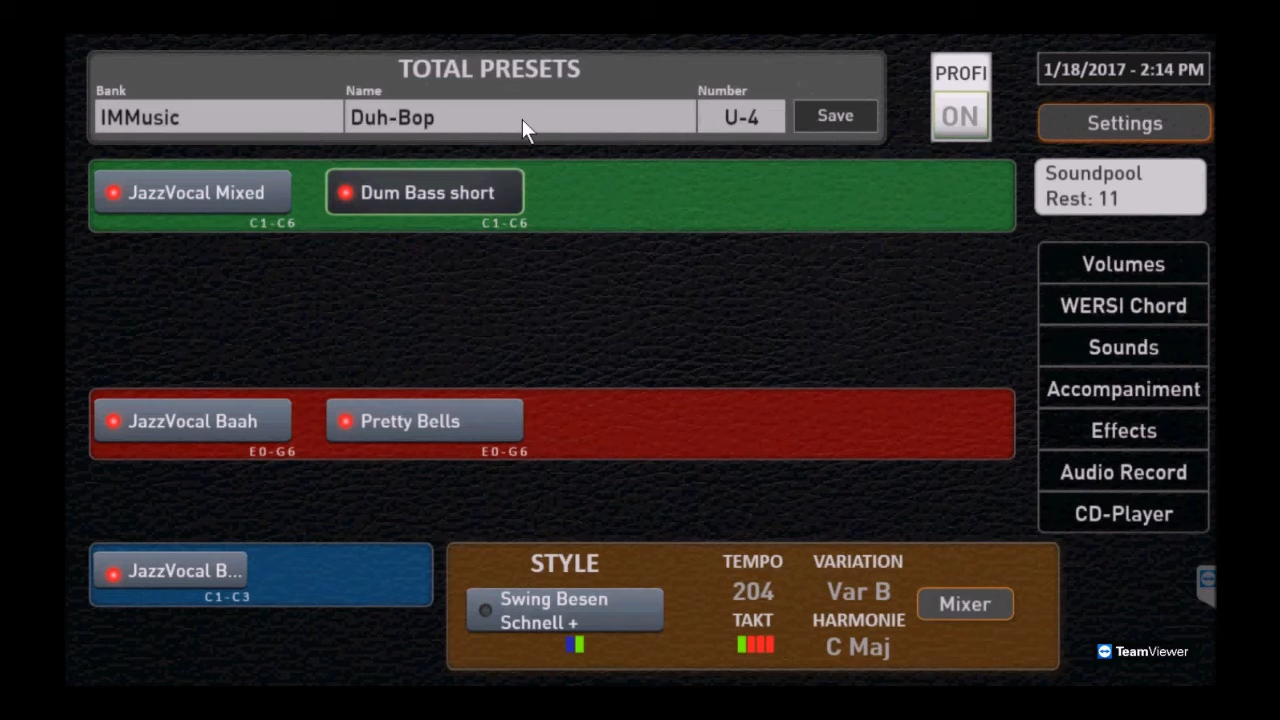 TOTAL PRESETS
Bank
Name
Number
IMMusic
Duh-Bop
U-4
Save
PROFI
ON
1/18/2017 - 2:14 PM
Settings
JazzVocal Mixed
C1-C6
Dum Bass short
C1-C6
Soundpool
Rest: 11
Volumes
WERSI Chord
Sounds
Accompaniment
Effects
Audio Record
CD-Player
JazzVocal Baah
E0-G6
Pretty Bells
E0-G6
JazzVocal B...
C1-C3
STYLE
Swing Besen
Schnell +
TEMPO
204
TAKT
VARIATION
Var B
HARMONIE
C Maj
Mixer
TeamViewer